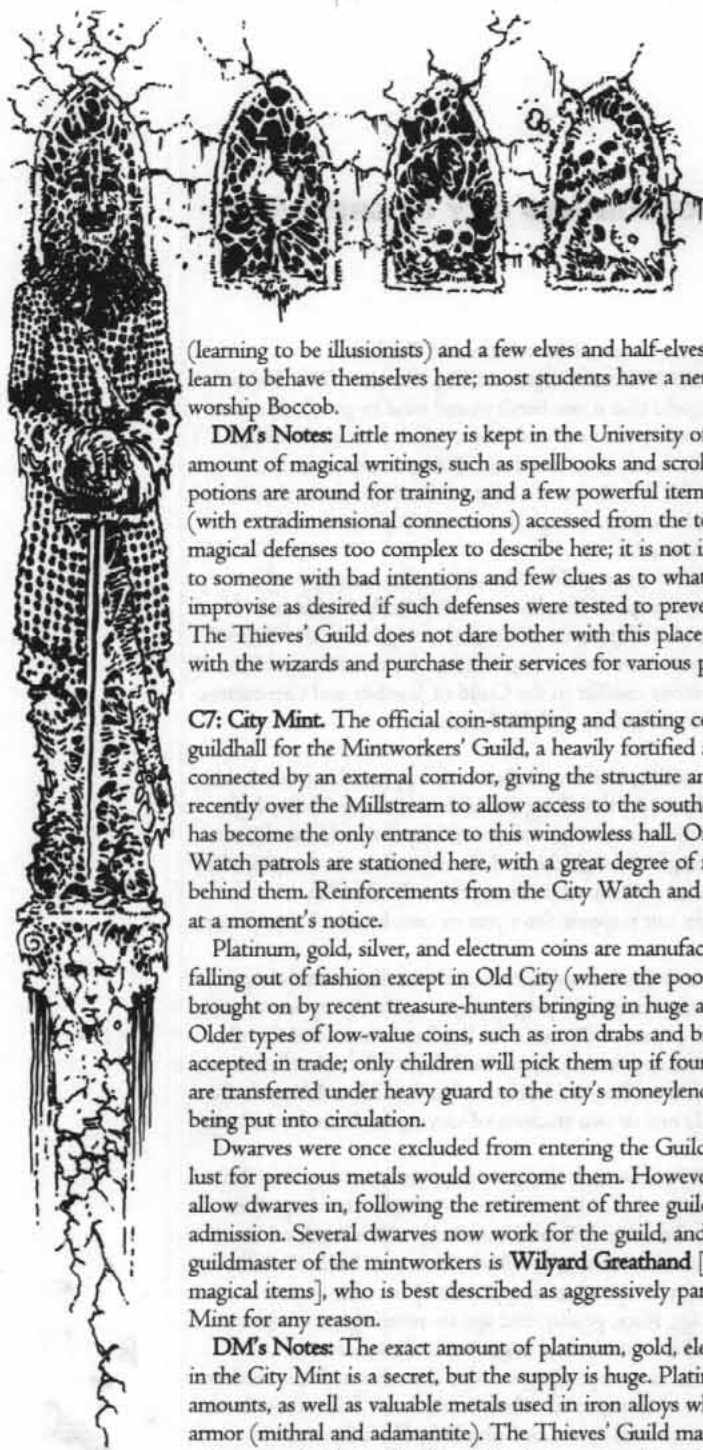 (learning to be illusionists) and a few elves and half-elves
learn to behave themselves here; most students have a
worship Boccob.
DM's Notes: Little money is kept in the University
amount of magical writings, such as spellbooks and
potions are around for training, and a few powerful
(with extradimensional connections) accessed from the
magical defenses too complex to describe here; it is not
to someone with bad intentions and few clues as to what
improvise as desired if such defenses were tested to
The Thieves' Guild does not dare bother with this place
with the wizards and purchase their services for various
C7: City Mint. The official coin-stamping and casting
guildhall for the Mintworkers' Guild, a heavily fortified
connected by an external corridor, giving the structure
recently over the Millstream to allow access to the
has become the only entrance to this windowless hall.
Watch patrols are stationed here, with a great degree of
behind them. Reinforcements from the City Watch and
at a moment's notice.
Platinum, gold, silver, and electrum coins are
falling out of fashion except in Old City (where the
brought on by recent treasure-hunters bringing in huge
Older types of low-value coins, such as iron drabs and
accepted in trade; only children will pick them up if
are transferred under heavy guard to the city's
being put into circulation.
Dwarves were once excluded from entering the
lust for precious metals would overcome them.
allow dwarves in, following the retirement of three
admission. Several dwarves now work for the guild, and
guildmaster of the mintworkers is Wilyard Greathand [
magical items], who is best described as aggressively
Mint for any reason.
DM's Notes: The exact amount of platinum, gold,
in the City Mint is a secret, but the supply is huge.
amounts, as well as valuable metals used in iron alloys
armor (mithral and adamantite). The Thieves' Guild